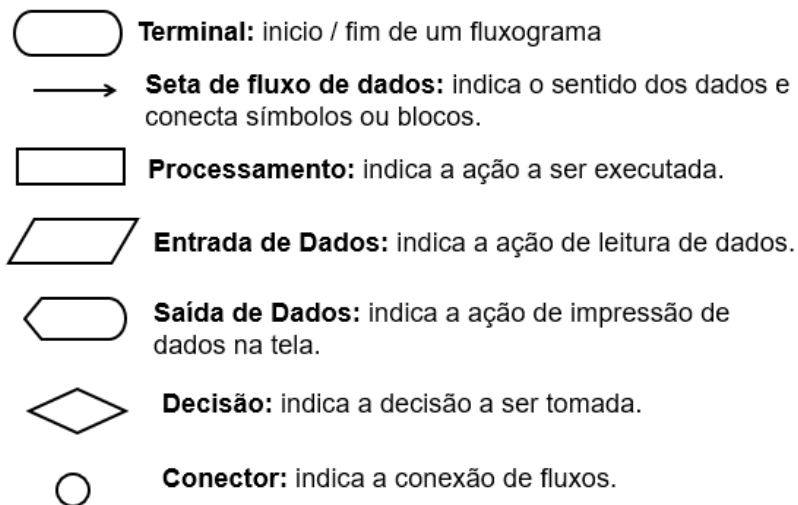 Terminal: inicio / fim de um fluxograma
Seta de fluxo de dados: indica o sentido dos dados e
conecta símbolos ou blocos.
Processamento: indica a ação a ser executada.
Entrada de Dados: indica a ação de leitura de dados.
Saída de Dados: indica a ação de impressão de
dados na tela.
Decisão: indica a decisão a ser tomada.
Conector: indica a conexão de fluxos.